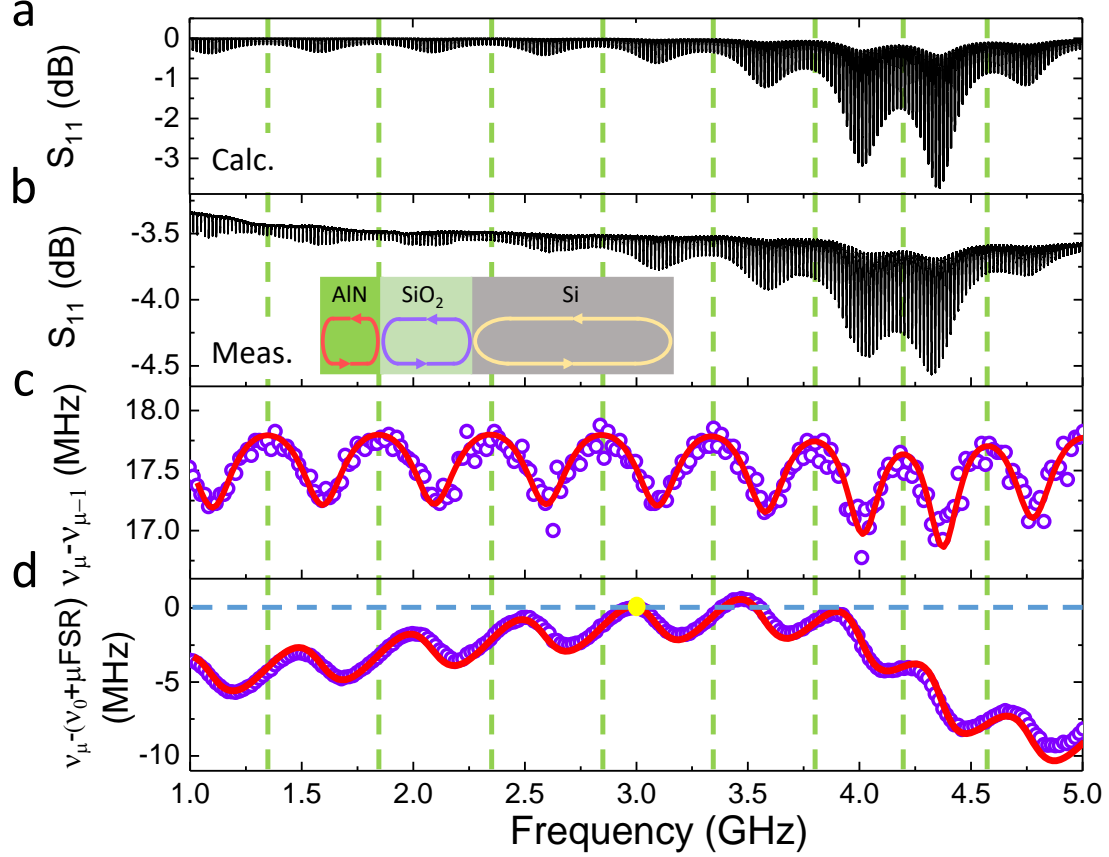 a
S₁₁ (dB)
0
-1
-2
-3
Calc.
b
S₁₁ (dB)
-3.5
-4.0
-4.5
AlN SiO₂ Si
Meas.
c
νμ-νμ−1 (MHz)
18.0
17.5
17.0
d
νμ-(ν₀+μFSR)
(MHz)
0
-5
-10
1.0 1.5 2.0 2.5 3.0 3.5 4.0 4.5 5.0
Frequency (GHz)